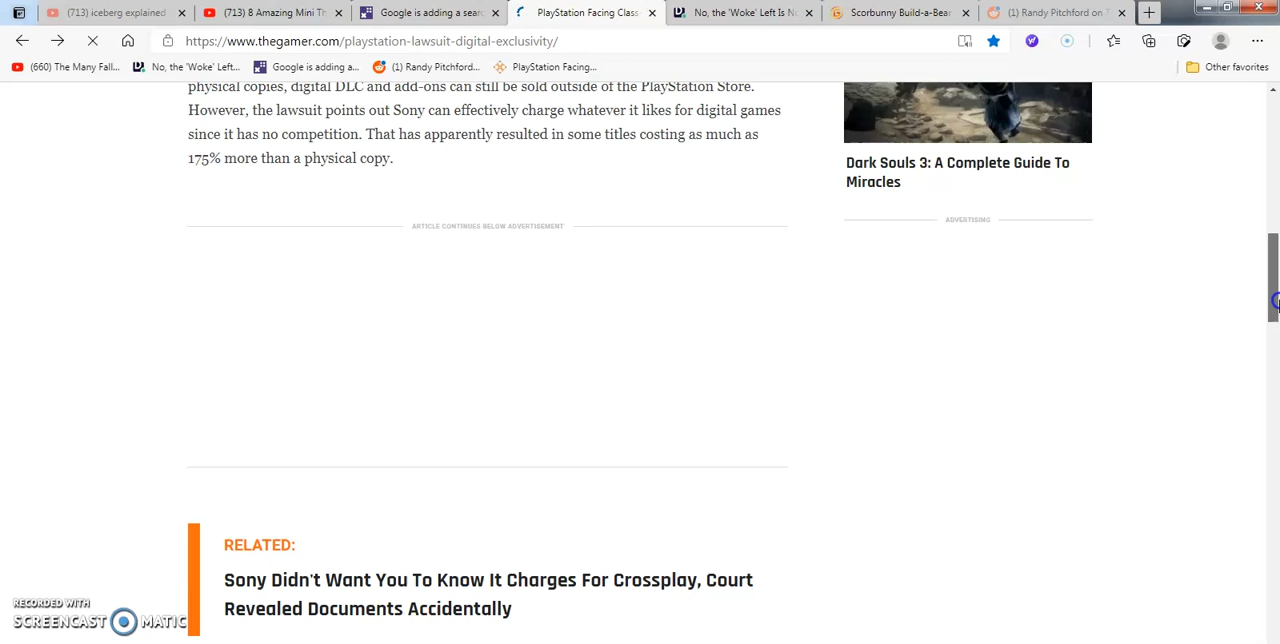 (713) iceberg explained
(713) 8 Amazing Mini Th
Google is adding a sear
PlayStation Facing Class
No, the 'Woke' Left Is N
Scorbunny Build-a-Bear
(1) Randy Pitchford on T
https://www.thegamer.com/playstation-lawsuit-digital-exclusivity/
(660) The Many Fall...
No, the 'Woke' Left...
Google is adding a...
(1) Randy Pitchford...
PlayStation Facing...
Other favorites
physical copies, digital DLC and add-ons can still be sold outside of the PlayStation Store.
However, the lawsuit points out Sony can effectively charge whatever it likes for digital games
since it has no competition. That has apparently resulted in some titles costing as much as
175% more than a physical copy.
Dark Souls 3: A Complete Guide To
Miracles
ADVERTISING
ARTICLE CONTINUES BELOW ADVERTISEMENT
RELATED:
Sony Didn't Want You To Know It Charges For Crossplay, Court
Revealed Documents Accidentally
RECORDED WITH
SCREENCAST MATIC